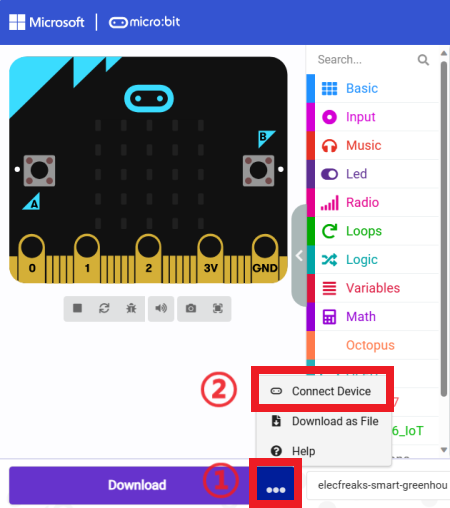 Microsoft
micro:bit
Search...
Basic
Input
Music
Led
Radio
Loops
Logic
Variables
Math
Octopus
A
B
0
1
2
3V
GND
②
Connect Device
7
Download as File
6_IoT
Help
①
Download
elecfreaks-smart-greenhou